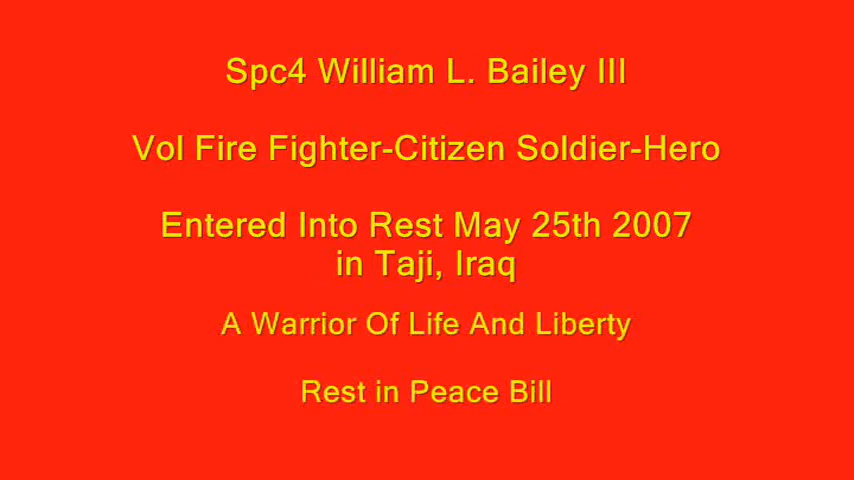 Spc4 William L. Bailey III
Vol Fire Fighter-Citizen Soldier-Hero
Entered Into Rest May 25th 2007
in Taji, Iraq
A Warrior Of Life And Liberty
Rest in Peace Bill